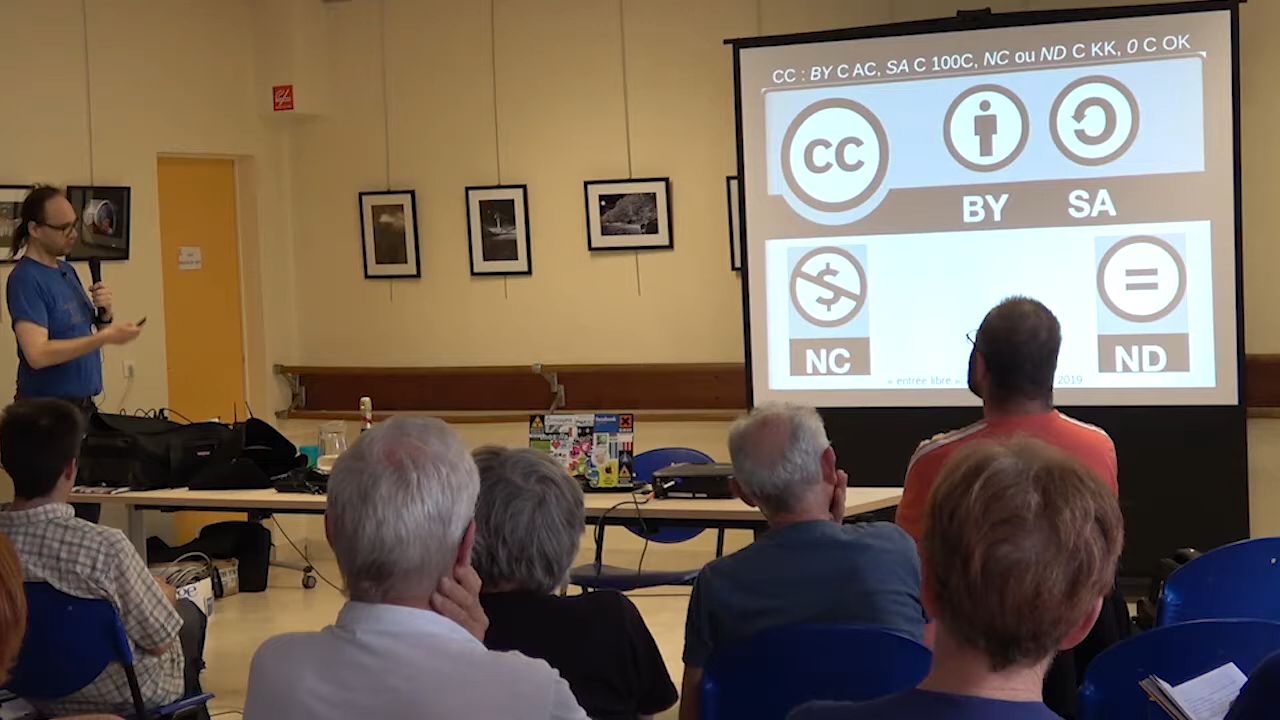 CC : BY C AC, SA C 100C, NC ou ND C KK, 0 C OK
CC
BY SA
NC
ND
« entrée libre »,
2019